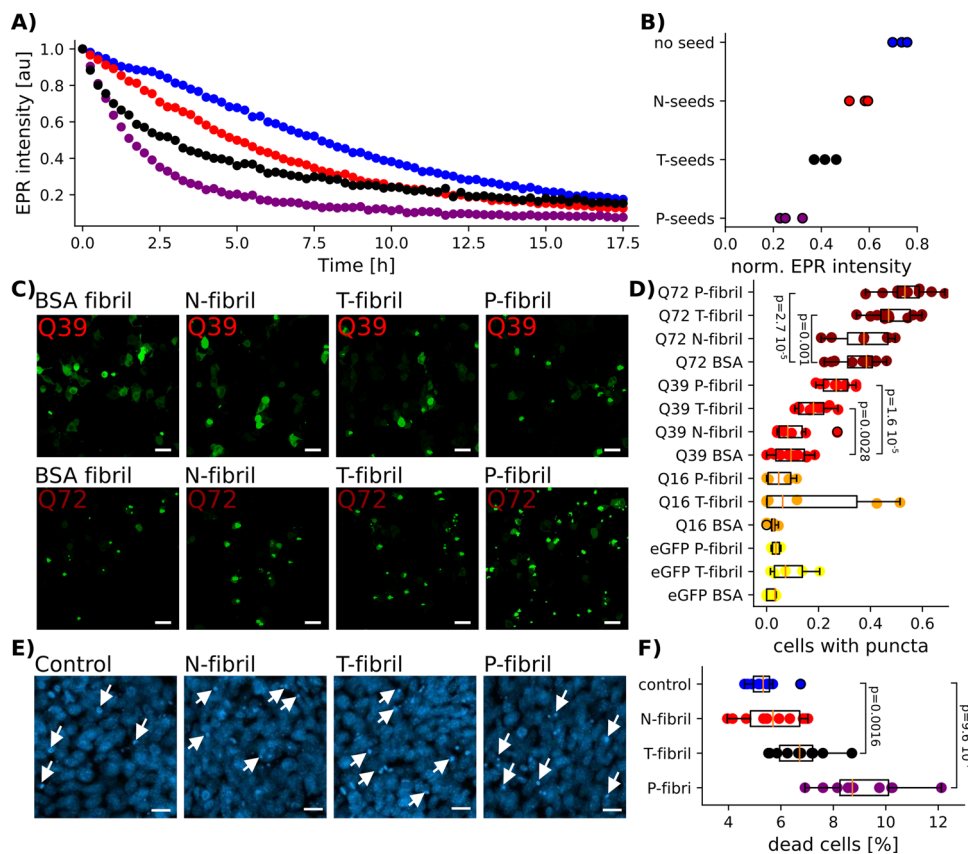 A)
EPR intensity [au]
1.0
0.8
0.6
0.4
0.2
0.0
2.5
5.0
7.5
10.0
12.5
15.0
17.5
Time [h]
B)
no seed
N-seeds
T-seeds
P-seeds
0.0
0.2
0.4
0.6
0.8
norm. EPR intensity
C)
BSA fibril
N-fibril
T-fibril
P-fibril
Q39
Q39
Q39
Q39
BSA fibril
N-fibril
T-fibril
P-fibril
Q72
Q72
Q72
Q72
D)
Q72 P-fibril
Q72 T-fibril
Q72 N-fibril
Q72 BSA
Q39 P-fibril
Q39 T-fibril
Q39 N-fibril
Q39 BSA
Q16 P-fibril
Q16 T-fibril
Q16 BSA
eGFP P-fibril
eGFP T-fibril
eGFP BSA
p=2.7 10-5
p=0.001
p=1.6 10-5
p=0.0028
0.0
0.2
0.4
0.6
cells with puncta
E)
Control
N-fibril
T-fibril
P-fibril
F)
control
N-fibril
T-fibril
P-fibri
p=0.0016
4
6
8
10
12
dead cells [%]